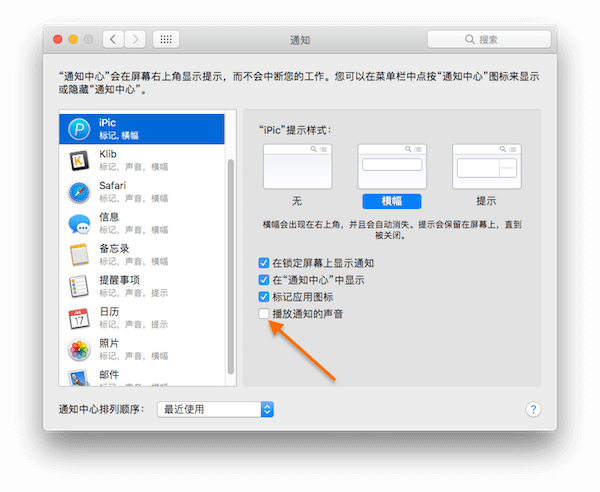 通知
搜索
“通知中心”会在屏幕右上角显示提示，而不会中断您的工作。您可以在菜单栏中点按“通知中心”图标来显示
或隐藏“通知中心”。
iPic
标记, 横幅
Klib
标记，声音，横幅
Safari
标记，声音，横幅
信息
标记，声音，横幅
备忘录
标记，声音，横幅
提醒事项
标记，声音，提示
日历
标记，声音，提示
17
照片
标记，声音，横幅
邮件
标记，声音，横幅
“iPic”提示样式：
无
横幅
提示
横幅会出现在右上角，并且会自动消失。提示会保留在屏幕上，直到
被关闭。
在锁定屏幕上显示通知
在“通知中心”中显示
标记应用图标
播放通知的声音
通知中心排列顺序：
最近使用
?